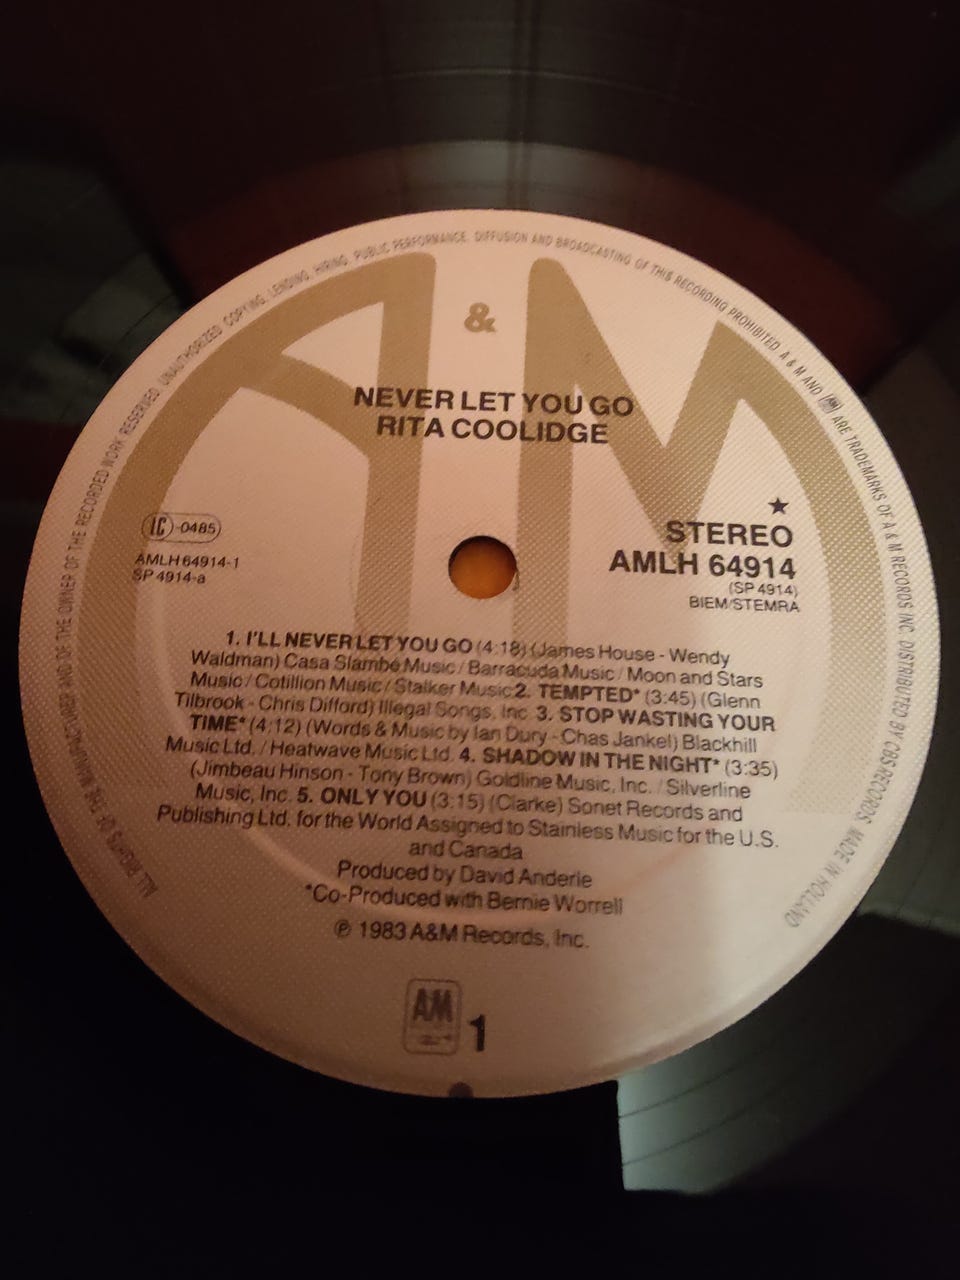 ALL RIGHTS OF THE MANUFACTURER AND OF THE OWNER OF THE RECORDED WORK RESERVED. UNAUTHORIZED COPYING, LENDING, HIRING, PUBLIC PERFORMANCE, DIFFUSION AND BROADCASTING OF THIS RECORDING PROHIBITED. A & M AND AM ARE TRADEMARKS OF A & M RECORDS INC. DISTRIBUTED BY CBS RECORDS. MADE IN HOLLAND
A & M
NEVER LET YOU GO
RITA COOLIDGE
LC -0485
AMLH 64914-1
SP 4914-a
★
STEREO
AMLH 64914
(SP 4914)
BIEM/STEMRA
1. I'LL NEVER LET YOU GO (4:18) (James House - Wendy
Waldman) Casa Slambé Music / Barracuda Music / Moon and Stars
Music / Cotillion Music / Stalker Music 2. TEMPTED* (3:45) (Glenn
Tilbrook - Chris Difford) Illegal Songs, Inc. 3. STOP WASTING YOUR
TIME* (4:12) (Words & Music by Ian Dury - Chas Jankel) Blackhill
Music Ltd. / Heatwave Music Ltd. 4. SHADOW IN THE NIGHT* (3:35)
(Jimbeau Hinson - Tony Brown) Goldline Music, Inc. / Silverline
Music, Inc. 5. ONLY YOU (3:15) (Clarke) Sonet Records and
Publishing Ltd. for the World Assigned to Stainless Music for the U.S.
and Canada
Produced by David Anderle
*Co-Produced with Bernie Worrell
℗ 1983 A&M Records, Inc.
AM
1